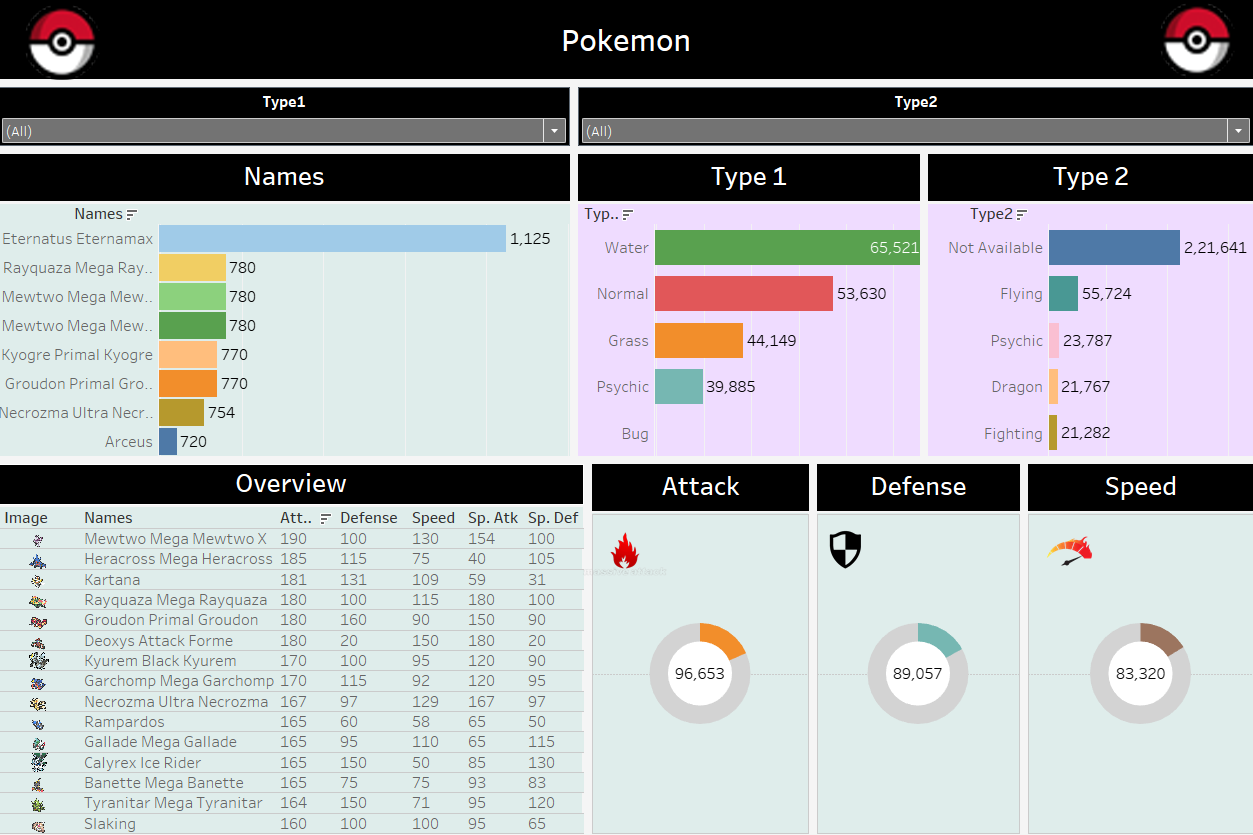 Pokemon
Type1
Type2
(All)
(All)
Names
Type 1
Type 2
Names
Eternatus Eternamax 1,125
Rayquaza Mega Ray.. 780
Mewtwo Mega Mew.. 780
Mewtwo Mega Mew.. 780
Kyogre Primal Kyogre 770
Groudon Primal Gro.. 770
Necrozma Ultra Necr.. 754
Arceus 720
Typ..
Water 65,521
Normal 53,630
Grass 44,149
Psychic 39,885
Bug
Type2
Not Available 2,21,641
Flying 55,724
Psychic 23,787
Dragon 21,767
Fighting 21,282
Overview
Image Names Att.. Defense Speed Sp. Atk Sp. Def
Mewtwo Mega Mewtwo X 190 100 130 154 100
Heracross Mega Heracross 185 115 75 40 105
Kartana 181 131 109 59 31
Rayquaza Mega Rayquaza 180 100 115 180 100
Groudon Primal Groudon 180 160 90 150 90
Deoxys Attack Forme 180 20 150 180 20
Kyurem Black Kyurem 170 100 95 120 90
Garchomp Mega Garchomp 170 115 92 120 95
Necrozma Ultra Necrozma 167 97 129 167 97
Rampardos 165 60 58 65 50
Gallade Mega Gallade 165 95 110 65 115
Calyrex Ice Rider 165 150 50 85 130
Banette Mega Banette 165 75 75 93 83
Tyranitar Mega Tyranitar 164 150 71 95 120
Slaking 160 100 100 95 65
Attack
96,653
Defense
89,057
Speed
83,320